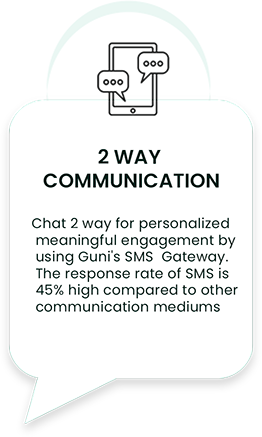 2 WAY
COMMUNICATION
Chat 2 way for personalized
meaningful engagement by
using Guni's SMS  Gateway.
The response rate of SMS is
45% high compared to other
communication mediums